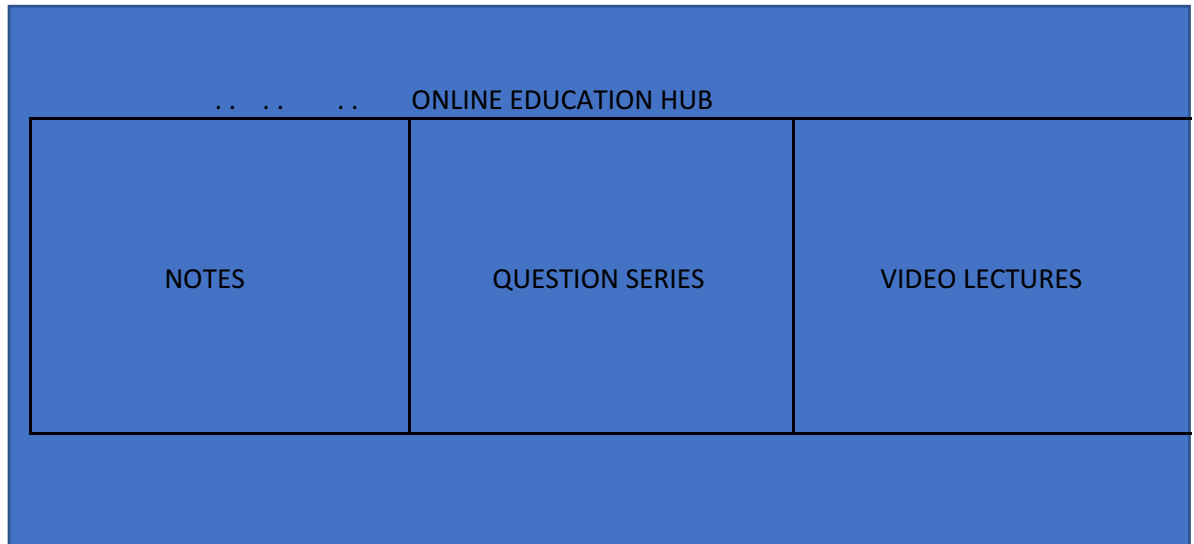 .. .. .. ONLINE EDUCATION HUB
NOTES
QUESTION SERIES
VIDEO LECTURES